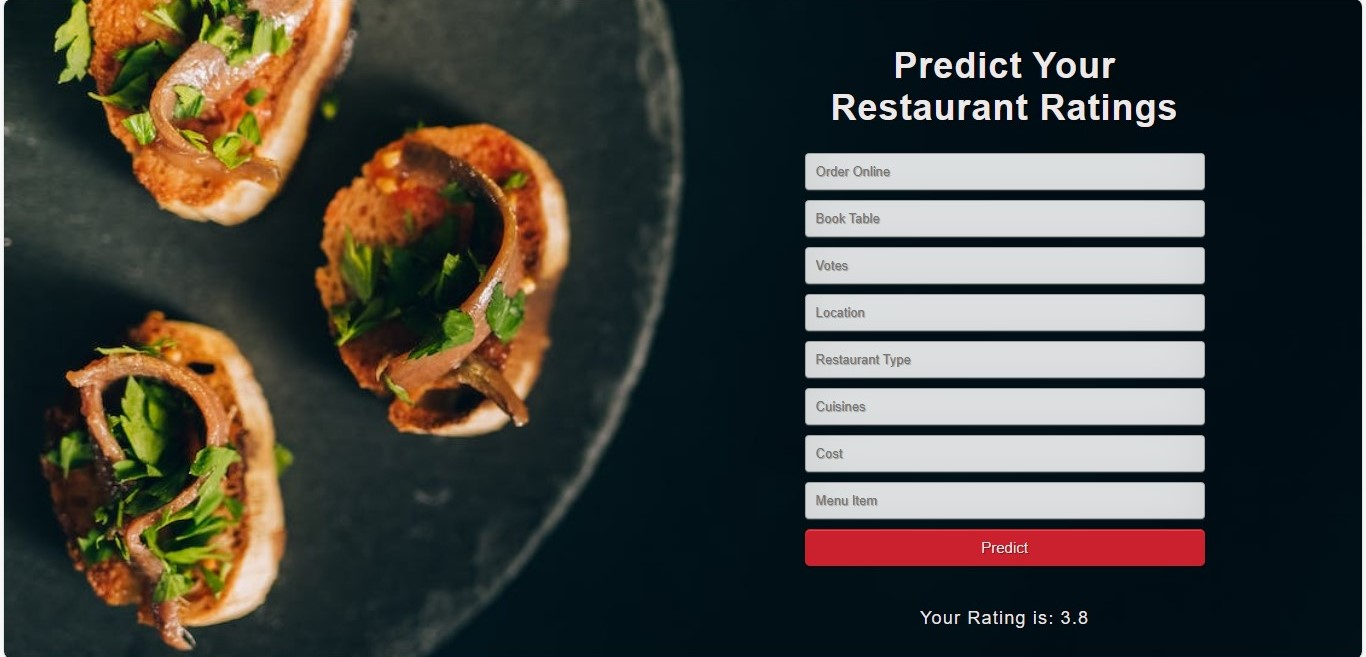 Predict Your
Restaurant Ratings
Order Online
Book Table
Votes
Location
Restaurant Type
Cuisines
Cost
Menu Item
Predict
Your Rating is: 3.8